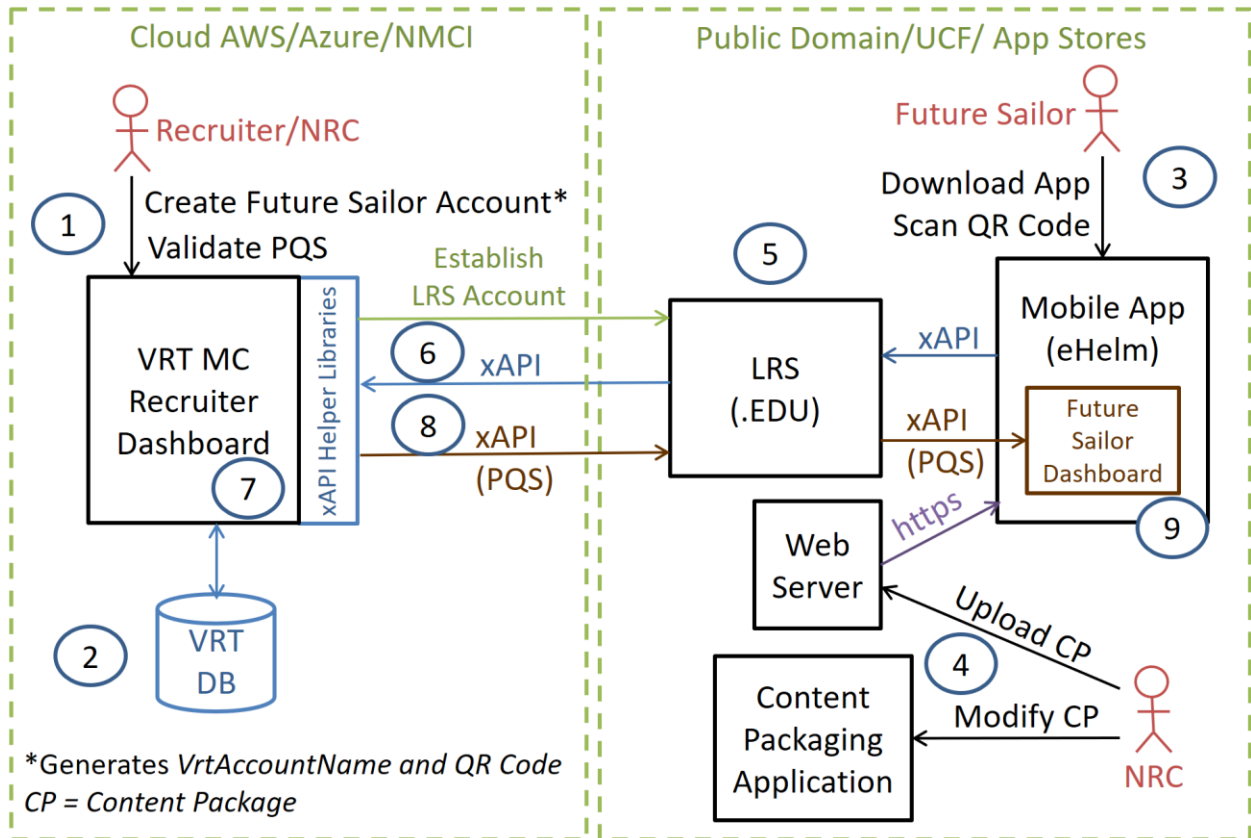 Cloud AWS/Azure/NMCI
Public Domain/UCF/ App Stores
Recruiter/NRC
Future Sailor
1
Create Future Sailor Account*
Validate PQS
Download App
Scan QR Code
3
Establish
LRS Account
5
xAPI Helper Libraries
VRT MC
Recruiter
Dashboard
7
6
xAPI
8
xAPI
(PQS)
LRS
(.EDU)
xAPI
xAPI
(PQS)
Mobile App
(eHelm)
Future
Sailor
Dashboard
9
https
Web
Server
2
VRT
DB
Upload CP
4
Modify CP
Content
Packaging
Application
NRC
*Generates VrtAccountName and QR Code
CP = Content Package